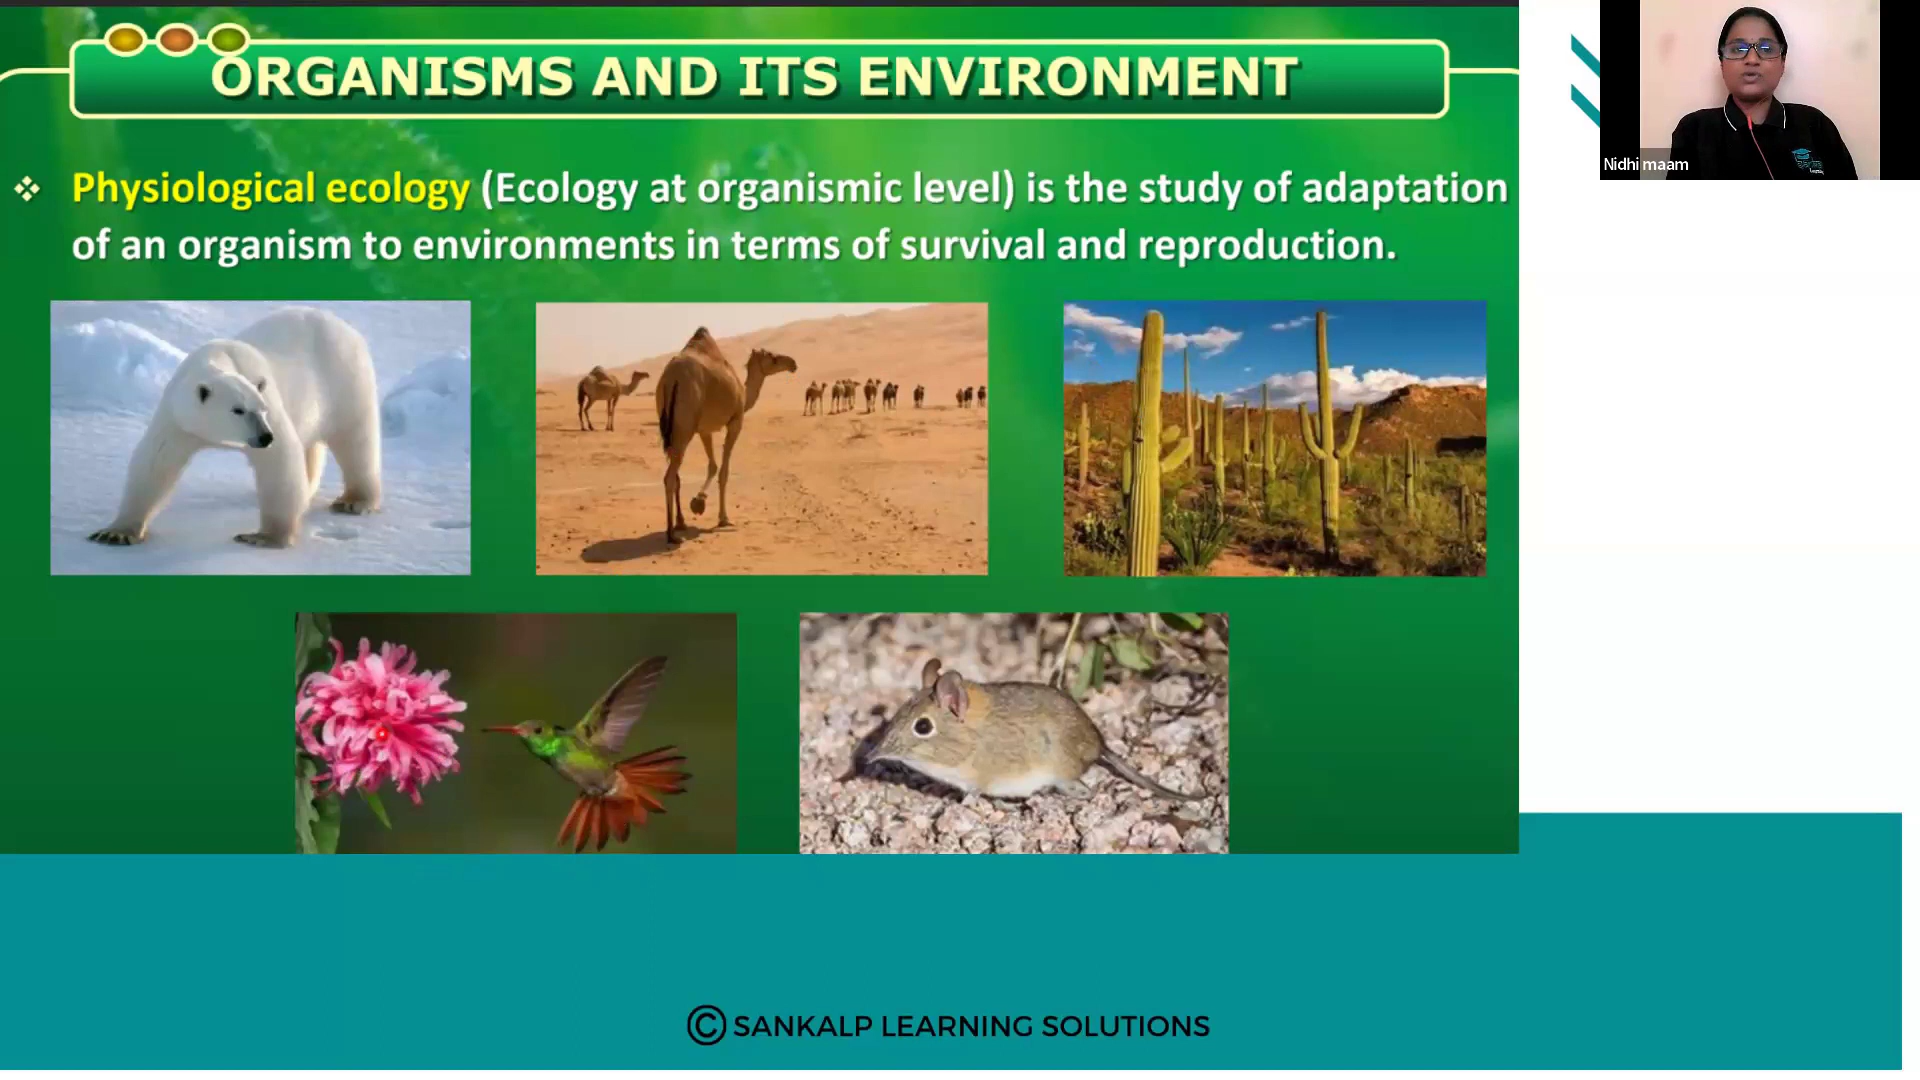 ORGANISMS AND ITS ENVIRONMENT
❖ Physiological ecology (Ecology at organismic level) is the study of adaptation
of an organism to environments in terms of survival and reproduction.
Nidhi maam
© SANKALP LEARNING SOLUTIONS